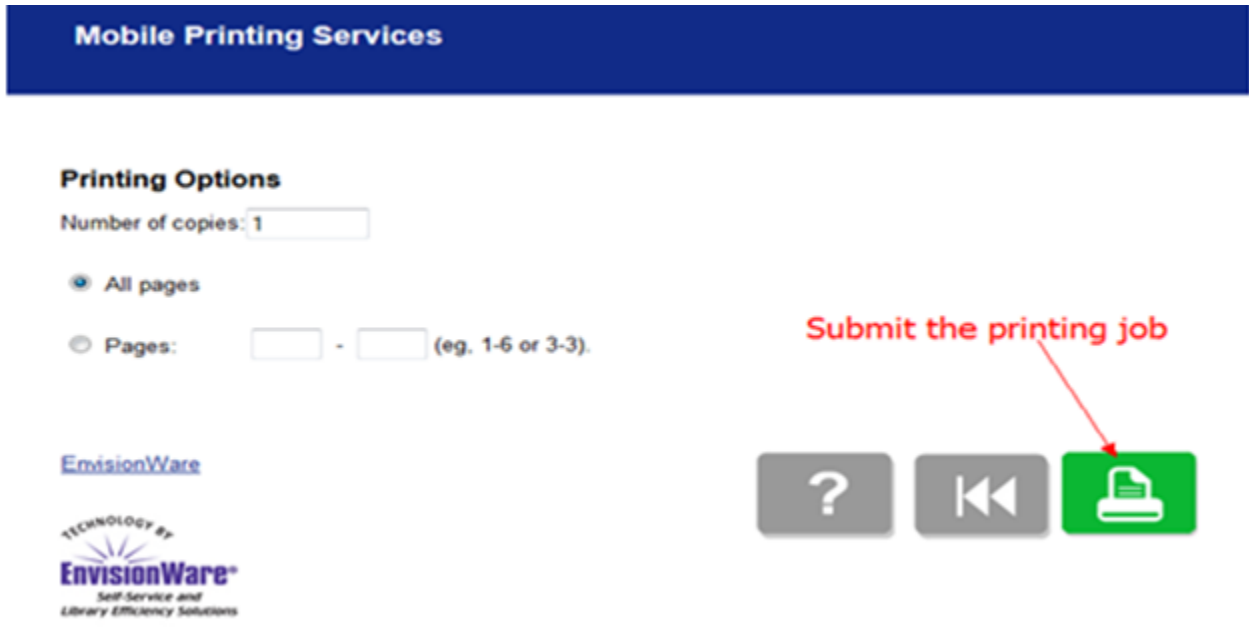 Mobile Printing Services
Printing Options
Number of copies: 1
All pages
Pages: - (eg, 1-6 or 3-3).
Submit the printing job
EnvisionWare
?
TECHNOLOGY BY
EnvisionWare®
Self-Service and
Library Efficiency Solutions